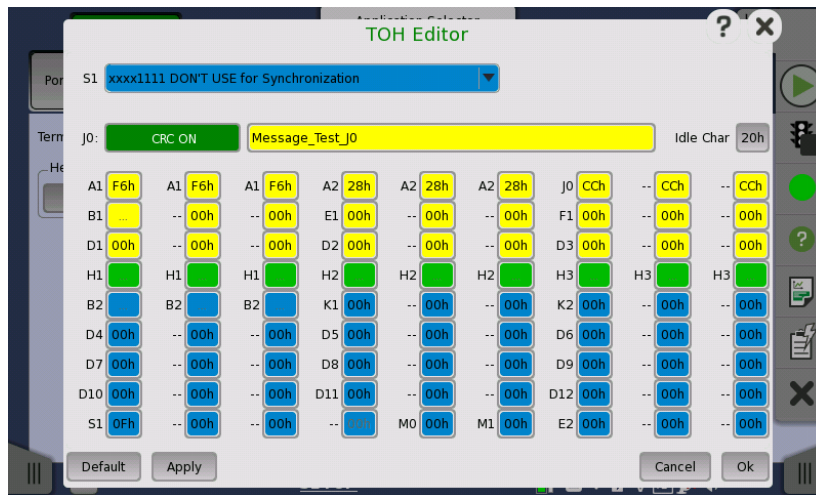 TOH Editor
? X
S1 xxxx1111 DON'T USE for Synchronization
Por
Term
J0: CRC ON Message_Test_J0 Idle Char 20h
He
A1 F6h A1 F6h A1 F6h A2 28h A2 28h A2 28h J0 CCh -- CCh -- CCh
B1 ... -- 00h -- 00h E1 00h -- 00h -- 00h F1 00h -- 00h -- 00h
D1 00h -- 00h -- 00h D2 00h -- 00h -- 00h D3 00h -- 00h -- 00h
H1 H1 H1 H2 H2 H2 H3 H3 H3
B2 B2 B2 K1 00h -- 00h -- 00h K2 00h -- 00h -- 00h
D4 00h -- 00h -- 00h D5 00h -- 00h -- 00h D6 00h -- 00h -- 00h
D7 00h -- 00h -- 00h D8 00h -- 00h -- 00h D9 00h -- 00h -- 00h
D10 00h -- 00h -- 00h D11 00h -- 00h -- 00h D12 00h -- 00h -- 00h
S1 0Fh -- 00h -- 00h -- M0 00h M1 00h E2 00h -- 00h -- 00h
Default Apply Cancel Ok